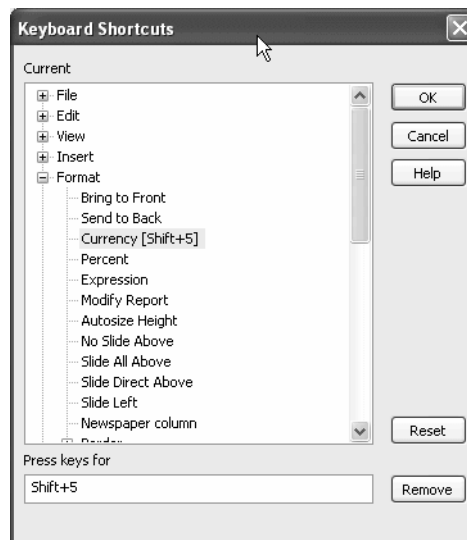 Keyboard Shortcuts
Current
File
Edit
View
Insert
Format
Bring to Front
Send to Back
Currency [Shift+5]
Percent
Expression
Modify Report
Autosize Height
No Slide Above
Slide All Above
Slide Direct Above
Slide Left
Newspaper column
Border
OK
Cancel
Help
Reset
Press keys for
Shift+5
Remove